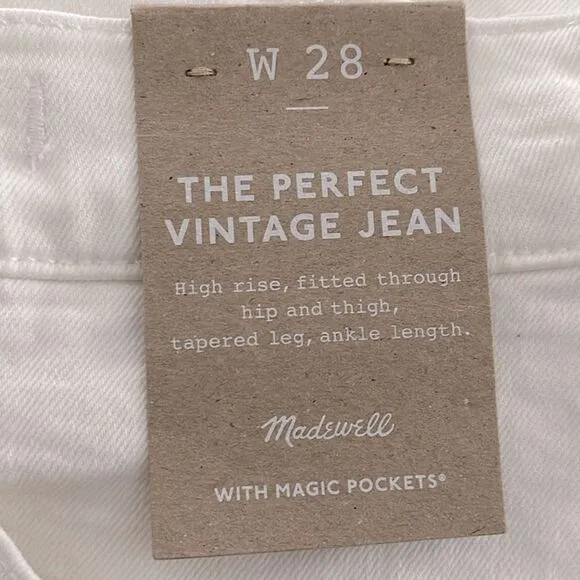 W 28
THE PERFECT
VINTAGE JEAN
High rise, fitted through
hip and thigh,
tapered leg, ankle length.
Madewell
WITH MAGIC POCKETS®